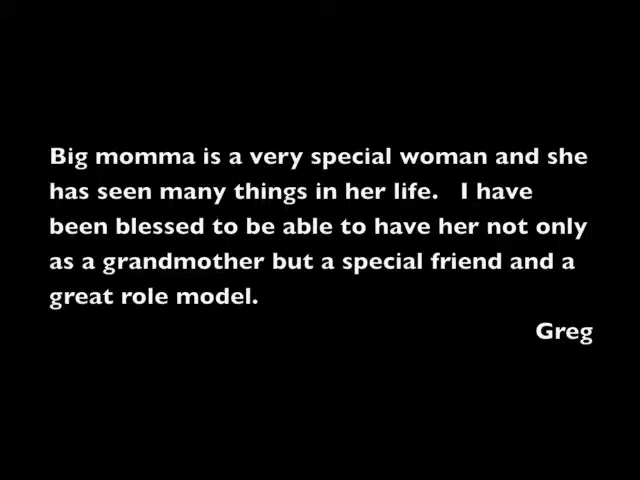 Big momma is a very special woman and she
has seen many things in her life.   I have
been blessed to be able to have her not only
as a grandmother but a special friend and a
great role model.
Greg